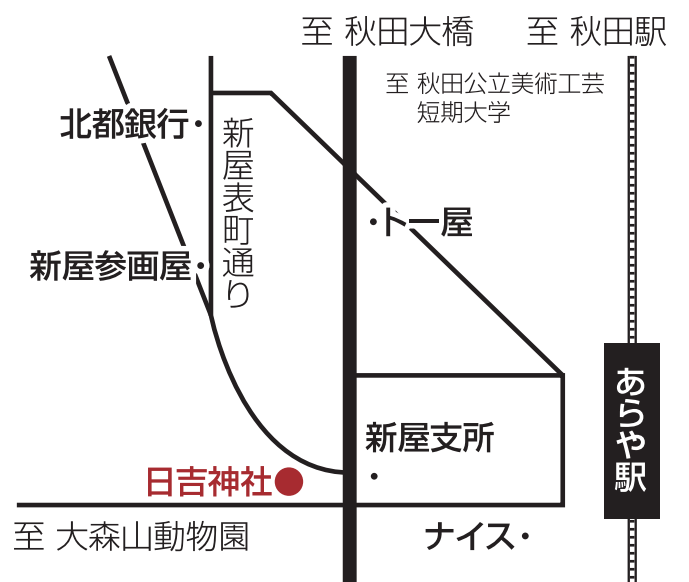 至 秋田大橋
至 秋田駅
至 秋田公立美術工芸
短期大学
北都銀行
新屋表町通り
トー屋
新屋参画屋
あらや駅
新屋支所
日吉神社
至 大森山動物園
ナイス